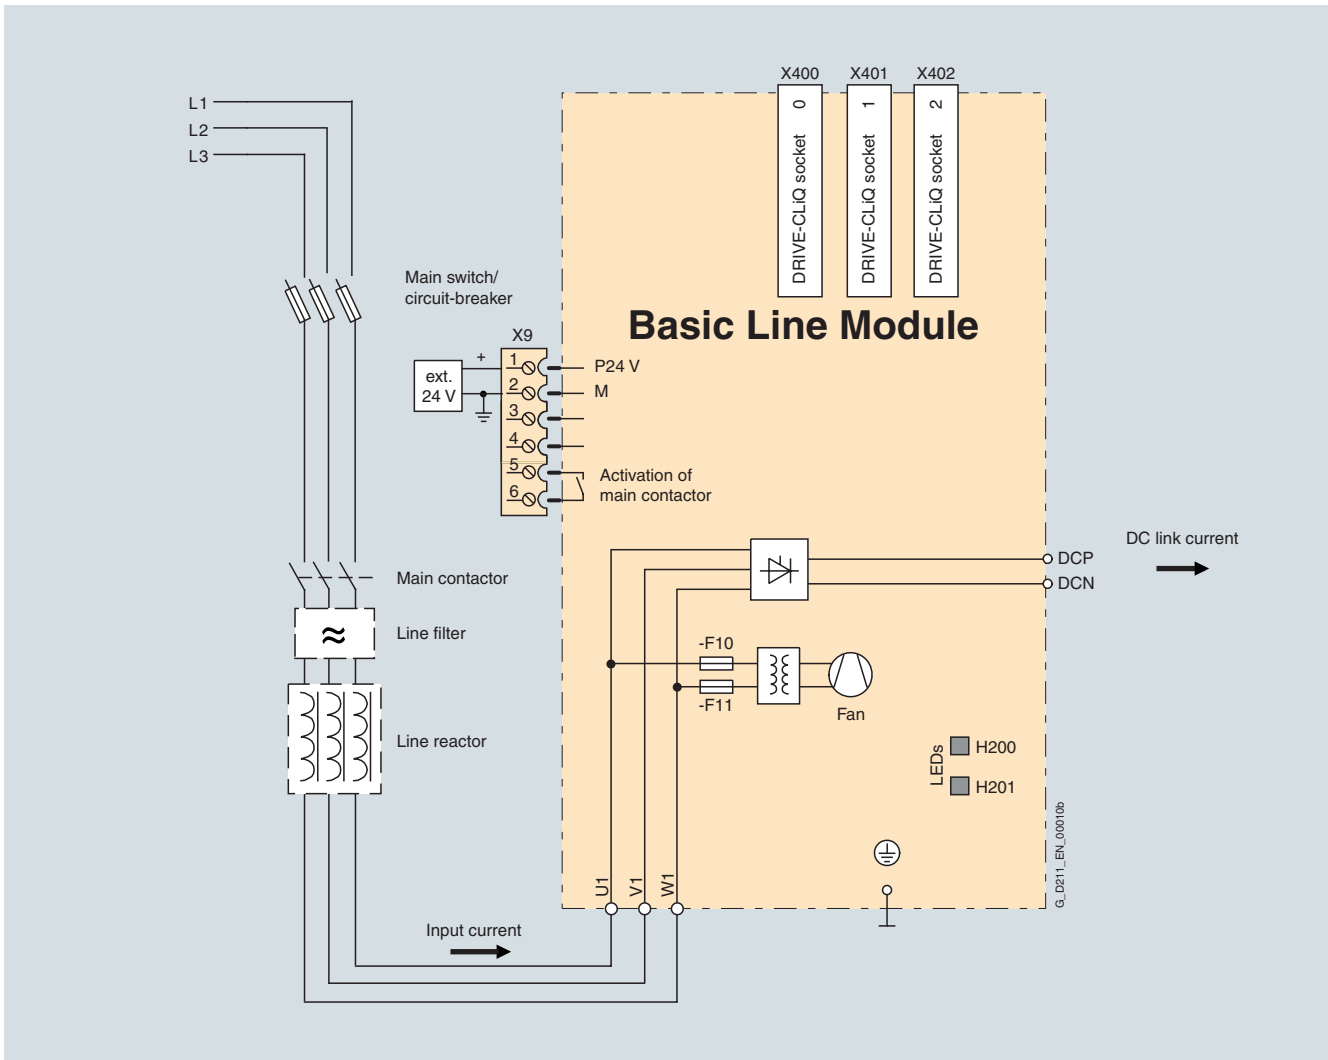 X400 X401 X402
L1
L2
L3
DRIVE-CLiQ socket 0
DRIVE-CLiQ socket 1
DRIVE-CLiQ socket 2
Main switch/
circuit-breaker
Basic Line Module
X9
ext.
24 V
+
1
2
3
4
5
6
P24 V
M
Activation of
main contactor
DC link current
DCP
DCN
Main contactor
≈
Line filter
-F10
-F11
Fan
Line reactor
LEDs
H200
H201
G_D211_EN_00010b
U1
V1
W1
Input current